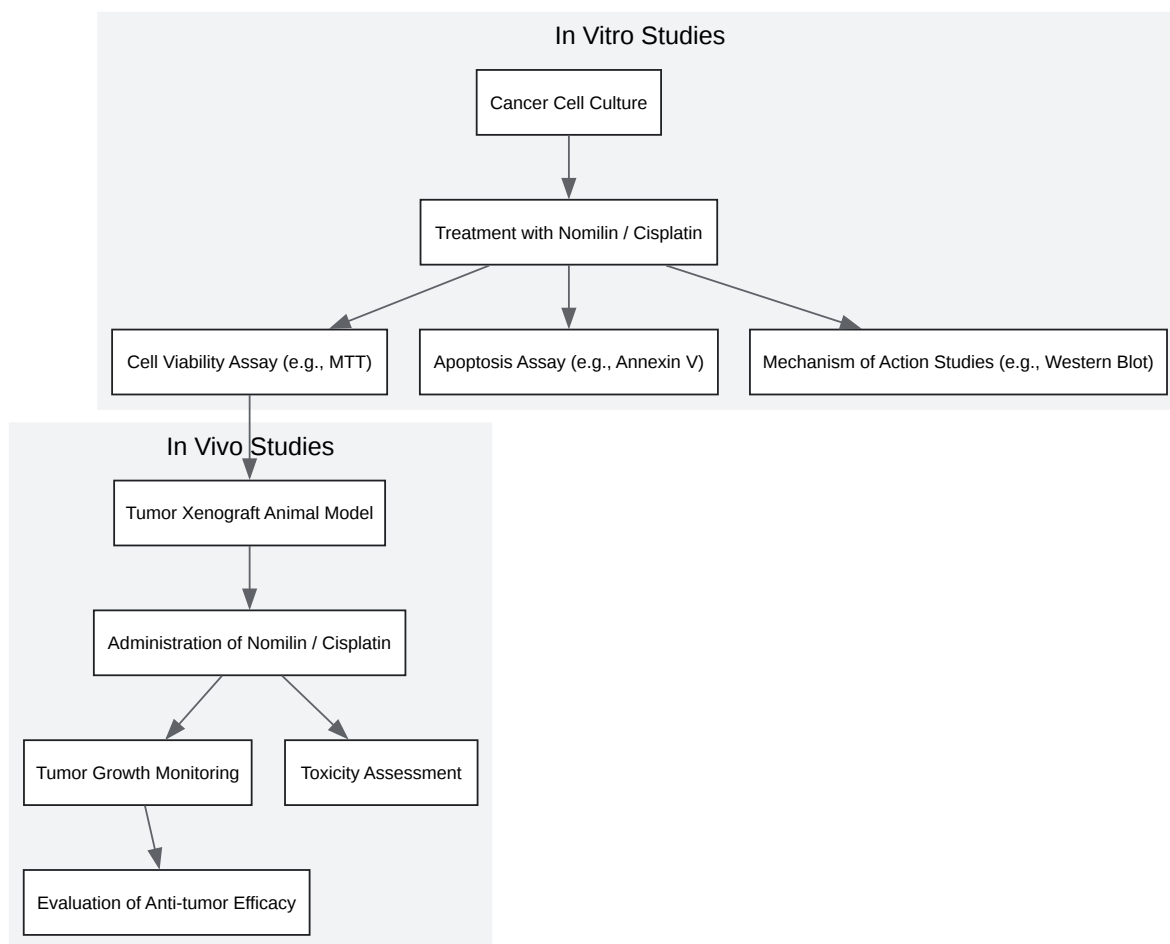 In Vitro Studies
Cancer Cell Culture
Treatment with Nomilin / Cisplatin
Cell Viability Assay (e.g., MTT)
Apoptosis Assay (e.g., Annexin V)
Mechanism of Action Studies (e.g., Western Blot)
In Vivo Studies
Tumor Xenograft Animal Model
Administration of Nomilin / Cisplatin
Tumor Growth Monitoring
Toxicity Assessment
Evaluation of Anti-tumor Efficacy